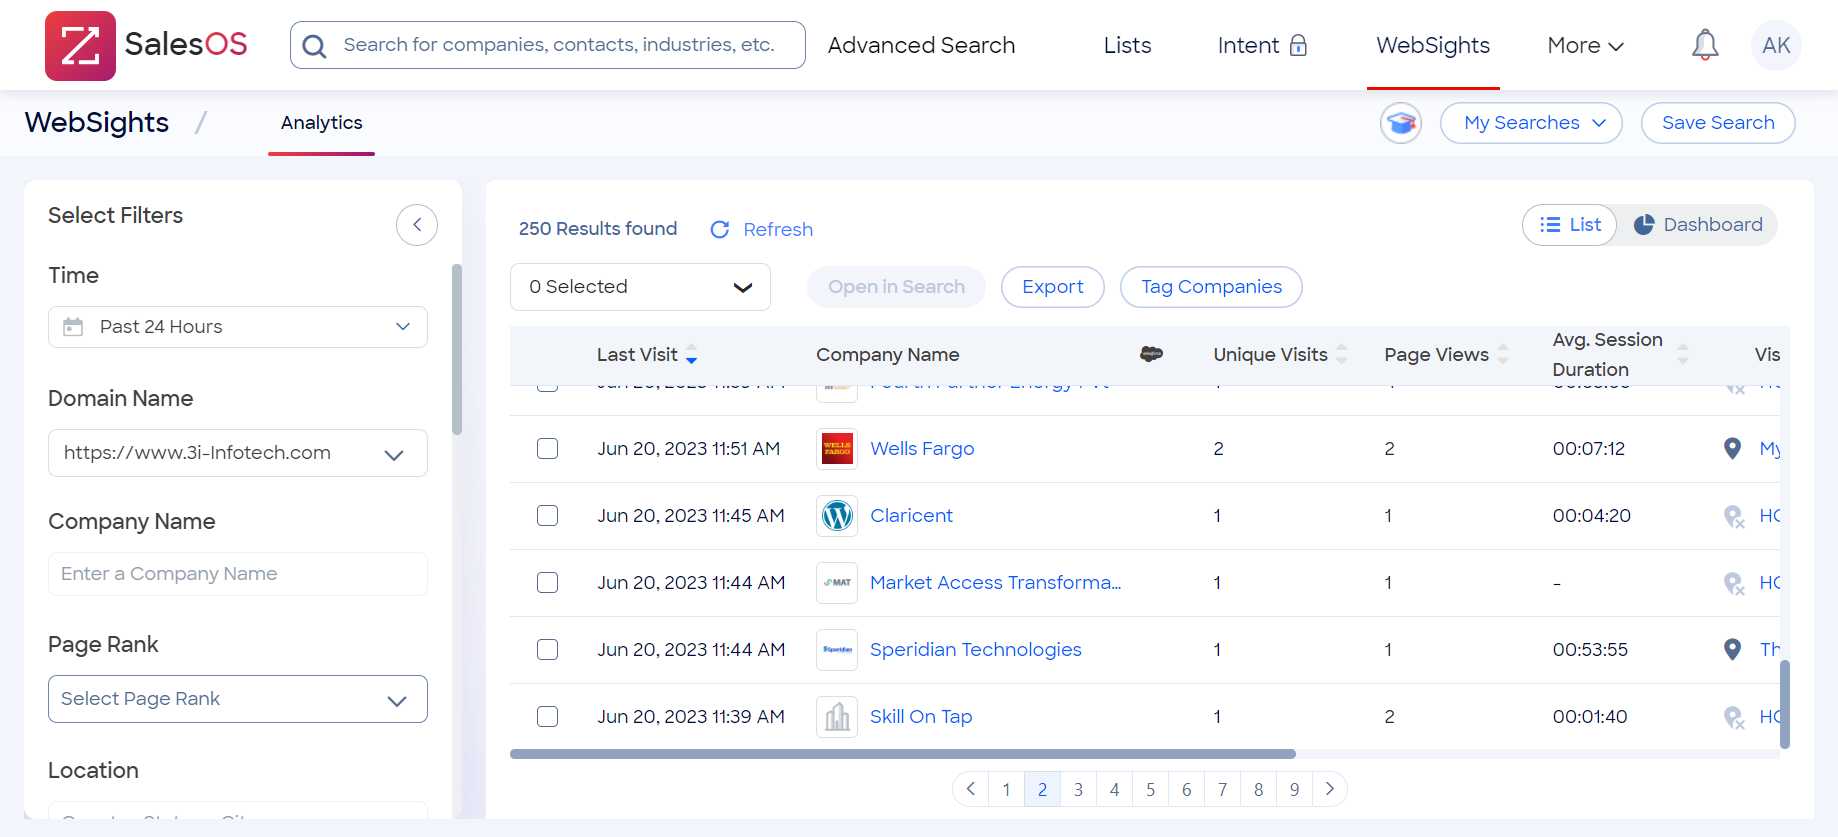 SalesOS
Search for companies, contacts, industries, etc.
Advanced Search
Lists
Intent
WebSights
More
AK
WebSights /
Analytics
My Searches
Save Search
Select Filters
Time
Past 24 Hours
Domain Name
https://www.3i-Infotech.com
Company Name
Enter a Company Name
Page Rank
Select Page Rank
Location
250 Results found
Refresh
List
Dashboard
0 Selected
Open in Search
Export
Tag Companies
Last Visit
Company Name
Unique Visits
Page Views
Avg. Session
Duration
Vis
Jun 20, 2023 11:51 AM
WELLS
FARGO
Wells Fargo
2
2
00:07:12
My
Jun 20, 2023 11:45 AM
W
Claricent
1
1
00:04:20
HO
Jun 20, 2023 11:44 AM
MAT
Market Access Transforma...
1
1
-
HO
Jun 20, 2023 11:44 AM
Speridian
Speridian Technologies
1
1
00:53:55
Th
Jun 20, 2023 11:39 AM
Skill On Tap
1
2
00:01:40
HO
1 2 3 4 5 6 7 8 9